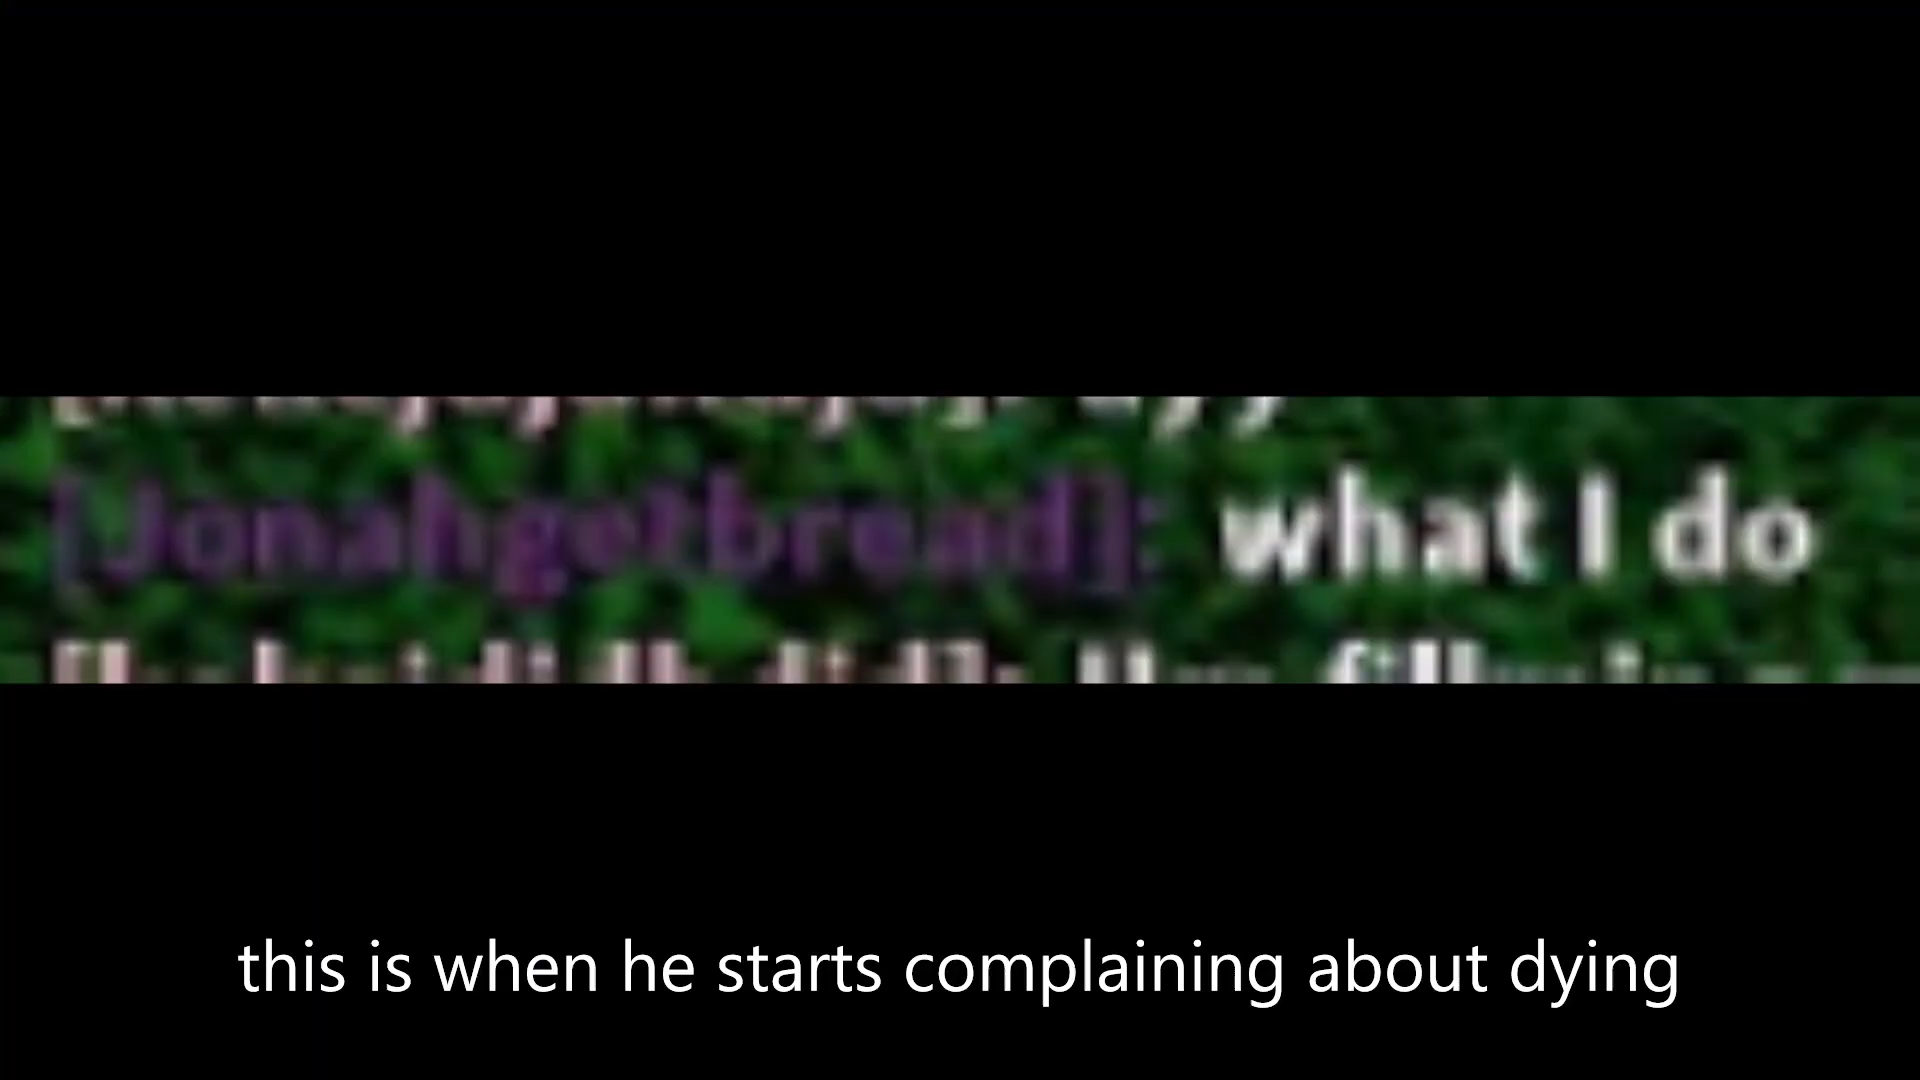 [Jonahgetbread]: what I do
this is when he starts complaining about dying